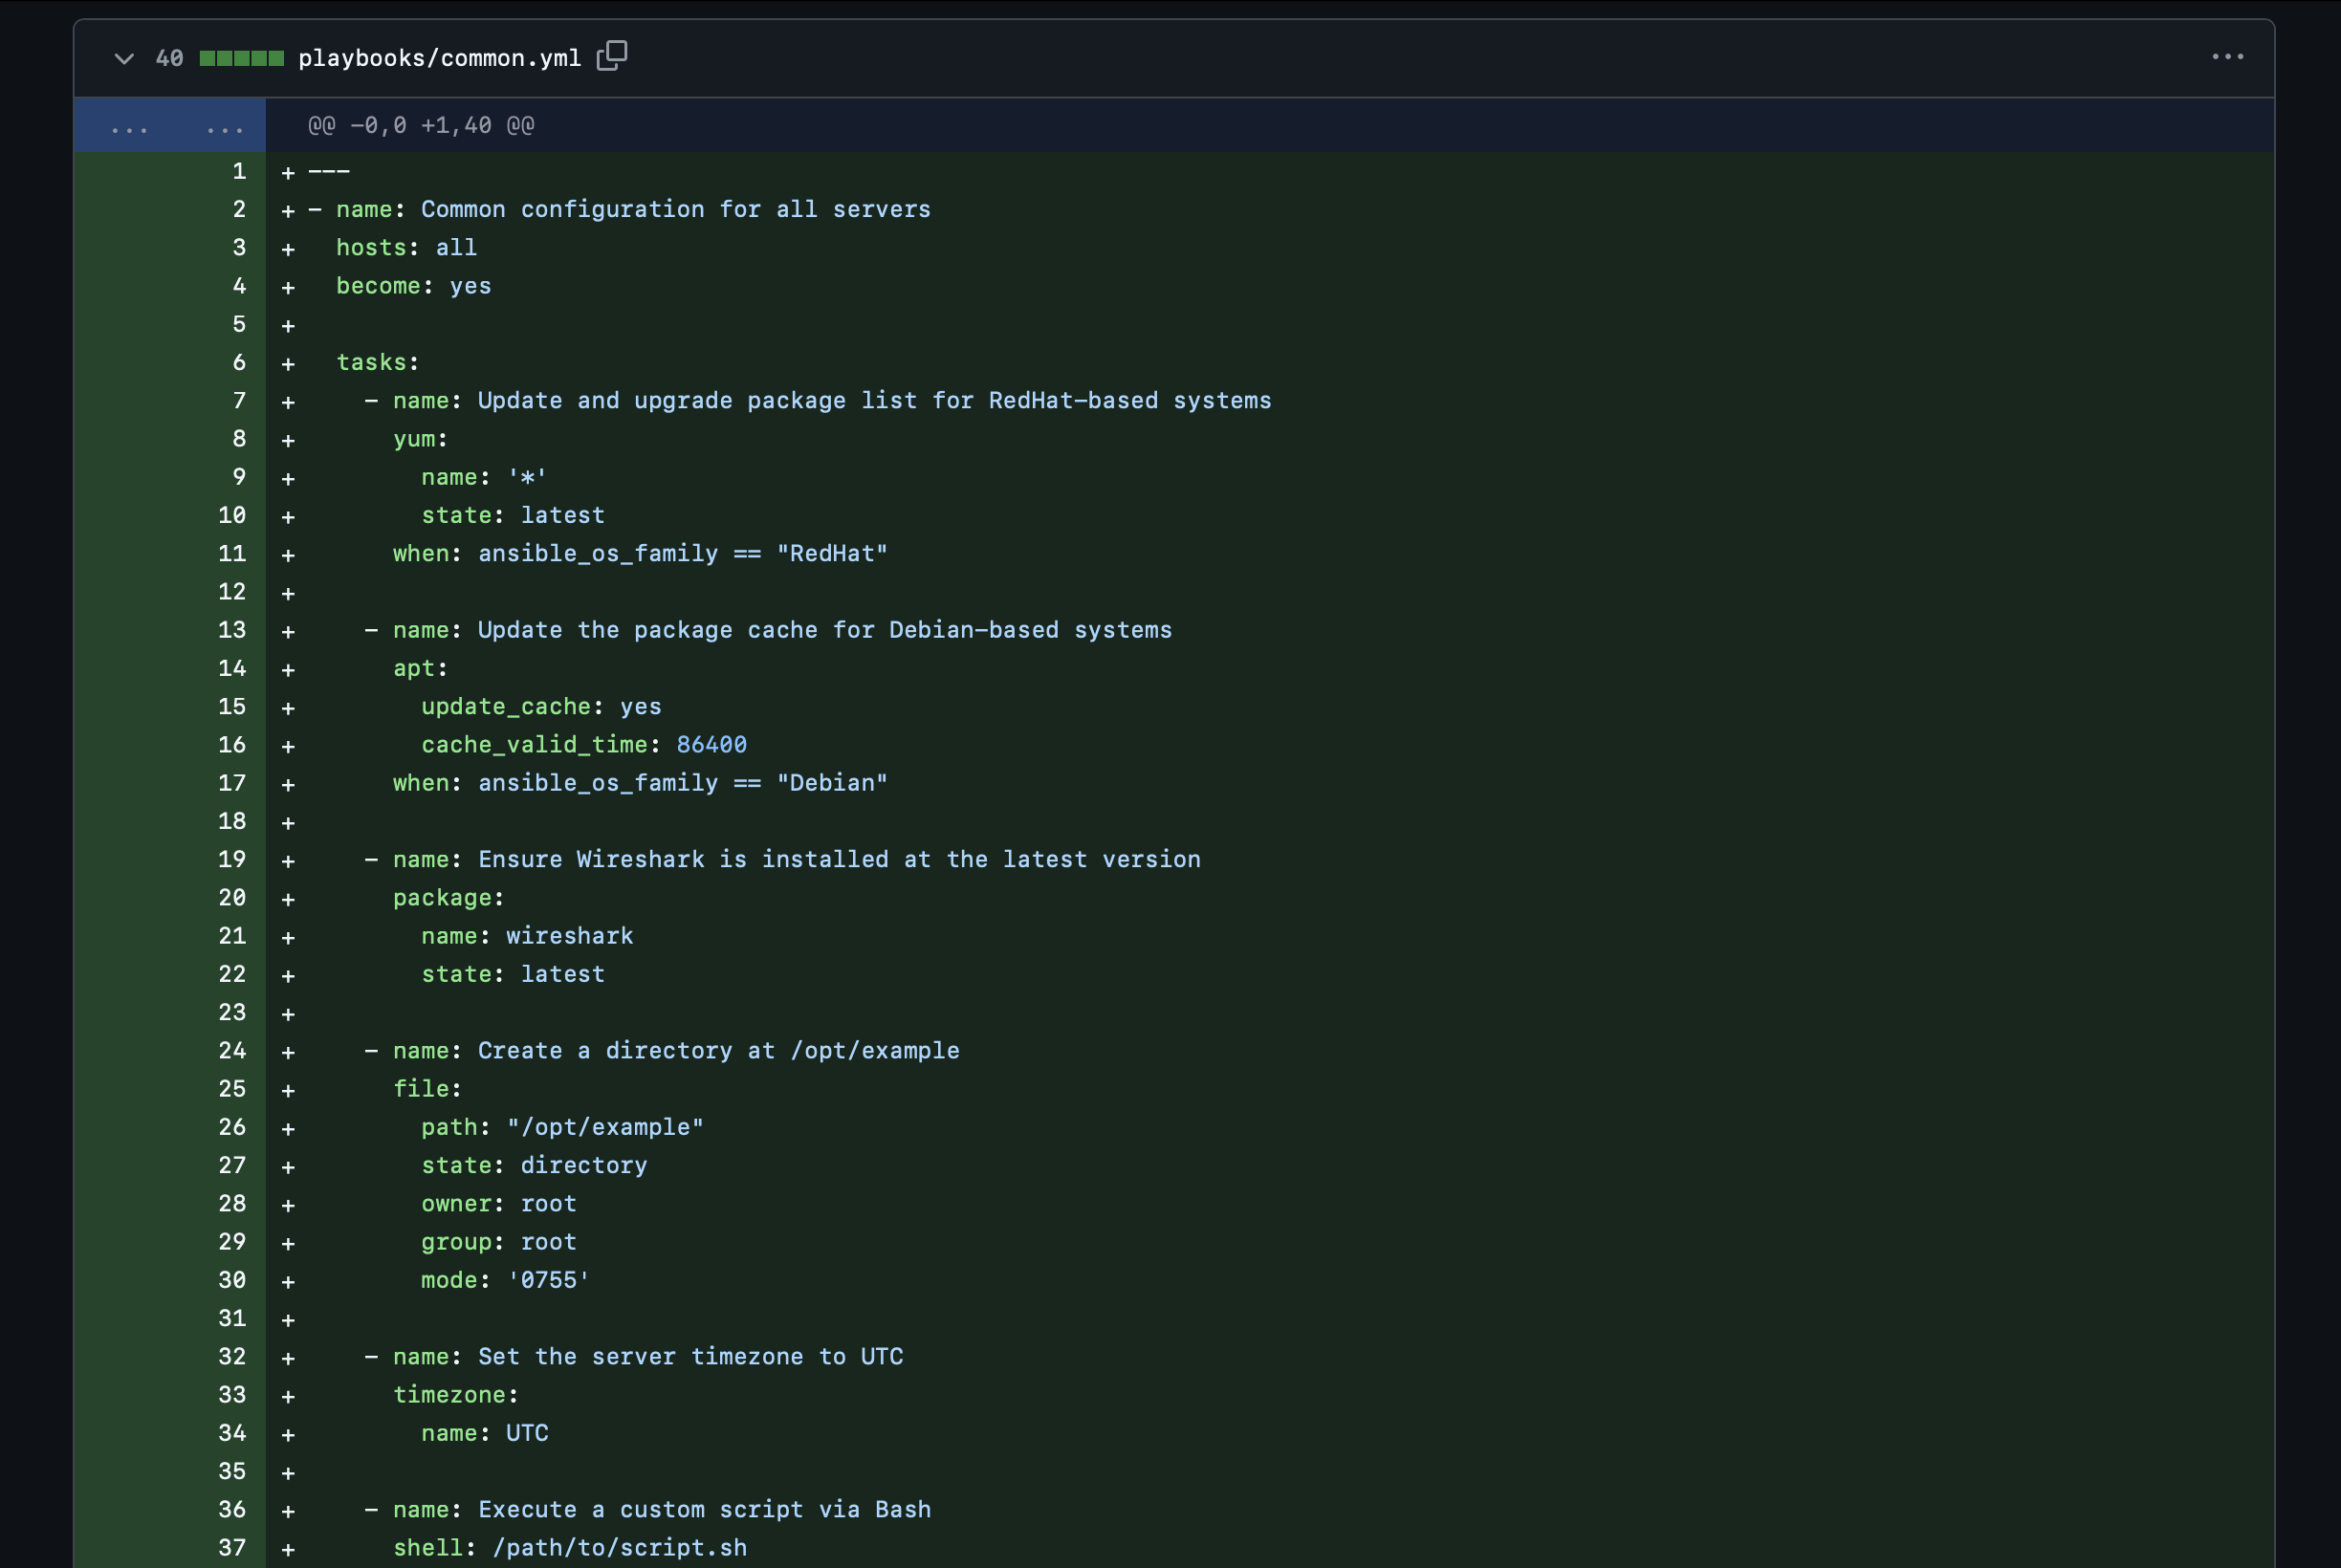 40 playbooks/common.yml
... ... @@ -0,0 +1,40 @@
1 + ---
2 + - name: Common configuration for all servers
3 +   hosts: all
4 +   become: yes
5 +
6 +   tasks:
7 +     - name: Update and upgrade package list for RedHat-based systems
8 +       yum:
9 +         name: '*'
10 +         state: latest
11 +       when: ansible_os_family == "RedHat"
12 +
13 +     - name: Update the package cache for Debian-based systems
14 +       apt:
15 +         update_cache: yes
16 +         cache_valid_time: 86400
17 +       when: ansible_os_family == "Debian"
18 +
19 +     - name: Ensure Wireshark is installed at the latest version
20 +       package:
21 +         name: wireshark
22 +         state: latest
23 +
24 +     - name: Create a directory at /opt/example
25 +       file:
26 +         path: "/opt/example"
27 +         state: directory
28 +         owner: root
29 +         group: root
30 +         mode: '0755'
31 +
32 +     - name: Set the server timezone to UTC
33 +       timezone:
34 +         name: UTC
35 +
36 +     - name: Execute a custom script via Bash
37 +       shell: /path/to/script.sh